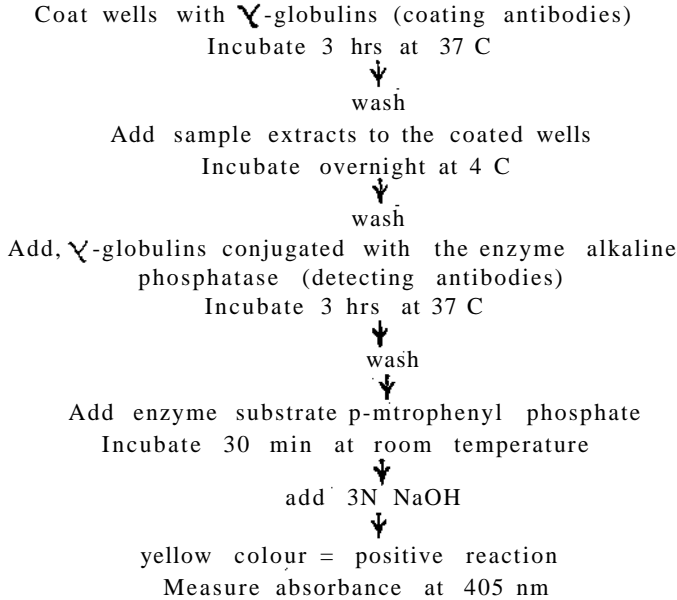 Coat wells with γ-globulins (coating antibodies)
Incubate 3 hrs at 37 C
wash
Add sample extracts to the coated wells
Incubate overnight at 4 C
wash
Add, γ-globulins conjugated with the enzyme alkaline
phosphatase (detecting antibodies)
Incubate 3 hrs at 37 C
wash
Add enzyme substrate p-mtrophenyl phosphate
Incubate 30 min at room temperature
add 3N NaOH
yellow colour = positive reaction
Measure absorbance at 405 nm